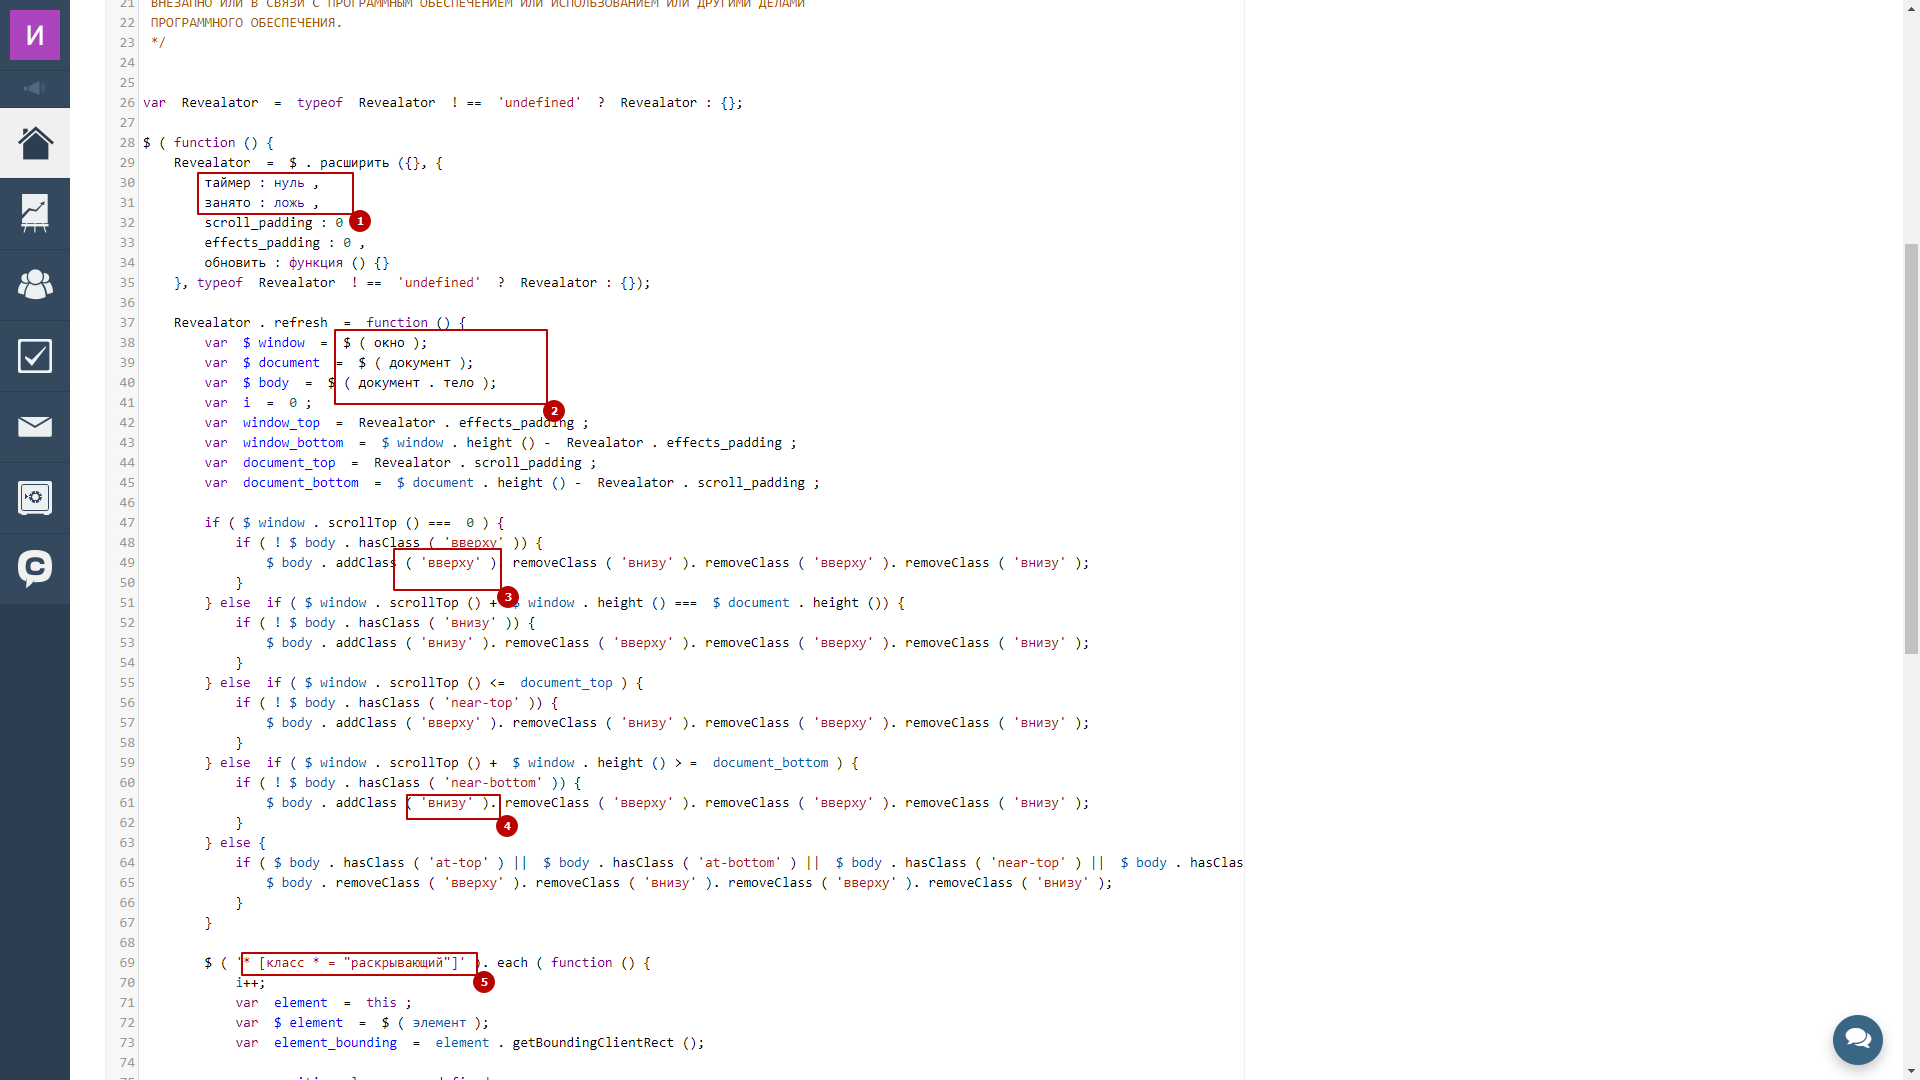 И
21 ВНЕЗАПНО ИЛИ В СВЯЗИ С ПРОГРАММНЫМ ОБЕСПЕЧЕНИЕМ ИЛИ ИСПОЛЬЗОВАНИЕМ ИЛИ ДРУГИМИ ДЕЛАМИ
22 ПРОГРАММНОГО ОБЕСПЕЧЕНИЯ.
23 */
24
25
26 var Revealator = typeof Revealator ! == 'undefined' ? Revealator : {};
27
28 $ ( function () {
29 Revealator = $ . расширить ({}, {
30 таймер : нуль ,
31 занято : ложь ,
32 scroll_padding : 0 1
33 effects_padding : 0 ,
34 обновить : функция () {}
35 }, typeof Revealator ! == 'undefined' ? Revealator : {});
36
37 Revealator . refresh = function () {
38 var $ window = $ ( окно );
39 var $ document = $ ( документ );
40 var $ body = $ ( документ . тело );
41 var i = 0 ; 2
42 var window_top = Revealator . effects_padding ;
43 var window_bottom = $ window . height () - Revealator . effects_padding ;
44 var document_top = Revealator . scroll_padding ;
45 var document_bottom = $ document . height () - Revealator . scroll_padding ;
46
47 if ( $ window . scrollTop () === 0 ) {
48 if ( ! $ body . hasClass ( 'вверху' )) {
49 $ body . addClass ( 'вверху' ) removeClass ( 'внизу' ). removeClass ( 'вверху' ). removeClass ( 'внизу' );
50 } 3
51 } else if ( $ window . scrollTop () + $ window . height () === $ document . height ()) {
52 if ( ! $ body . hasClass ( 'внизу' )) {
53 $ body . addClass ( 'внизу' ). removeClass ( 'вверху' ). removeClass ( 'вверху' ). removeClass ( 'внизу' );
54 }
55 } else if ( $ window . scrollTop () <= document_top ) {
56 if ( ! $ body . hasClass ( 'near-top' )) {
57 $ body . addClass ( 'вверху' ). removeClass ( 'внизу' ). removeClass ( 'вверху' ). removeClass ( 'внизу' );
58 }
59 } else if ( $ window . scrollTop () + $ window . height () > = document_bottom ) {
60 if ( ! $ body . hasClass ( 'near-bottom' )) {
61 $ body . addClass ( 'внизу' ). removeClass ( 'вверху' ). removeClass ( 'вверху' ). removeClass ( 'внизу' );
62 } 4
63 } else {
64 if ( $ body . hasClass ( 'at-top' ) || $ body . hasClass ( 'at-bottom' ) || $ body . hasClass ( 'near-top' ) || $ body . hasClas
65 $ body . removeClass ( 'вверху' ). removeClass ( 'внизу' ). removeClass ( 'вверху' ). removeClass ( 'внизу' );
66 }
67 }
68
69 $ ( '* [класс * = "раскрывающий"]' ). each ( function () {
70 i++; 5
71 var element = this ;
72 var $ element = $ ( элемент );
73 var element_bounding = element . getBoundingClientRect ();
74